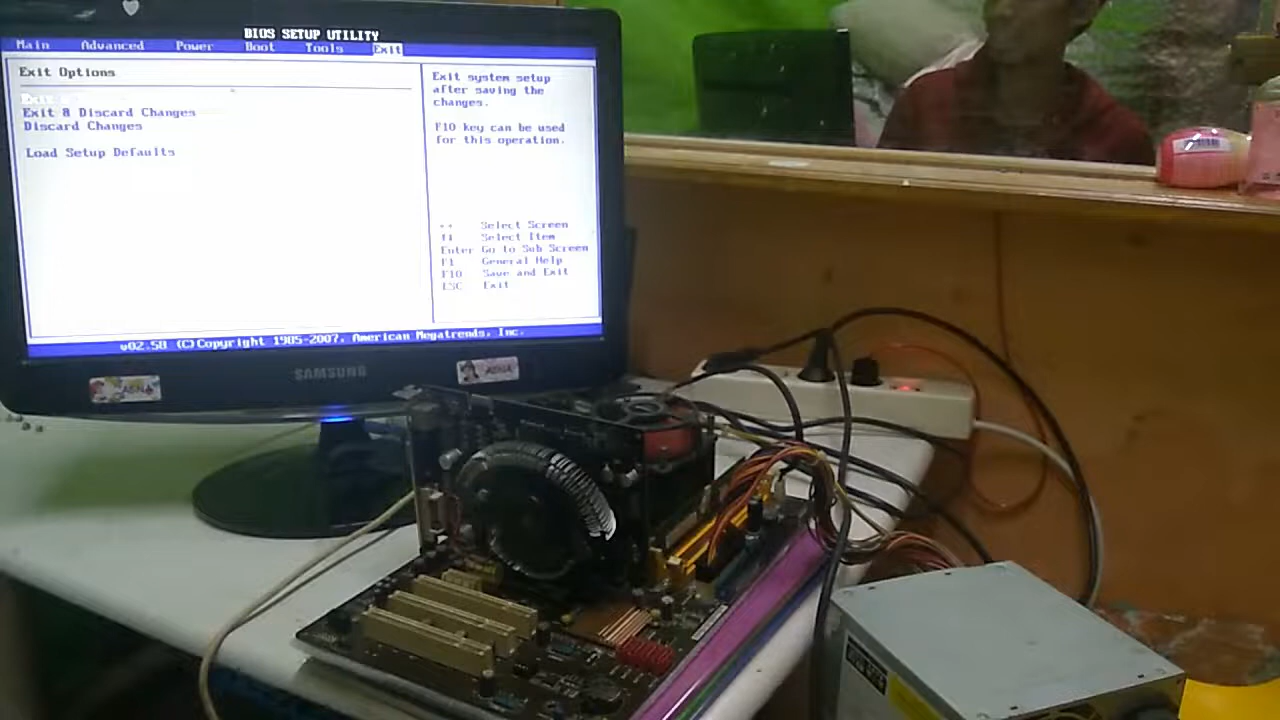 BIOS SETUP UTILITY
Main Advanced Power Boot Tools Exit
Exit Options
Exit
Exit & Discard Changes
Discard Changes
Load Setup Defaults
Exit system setup
after saving the
changes.
F10 key can be used
for this operation.
Select Screen
Select Item
Enter Go to Sub Screen
F1 General Help
F10 Save and Exit
ESC Exit
v02.58 (C)Copyright 1985-2007, American Megatrends, Inc.
SAMSUNG